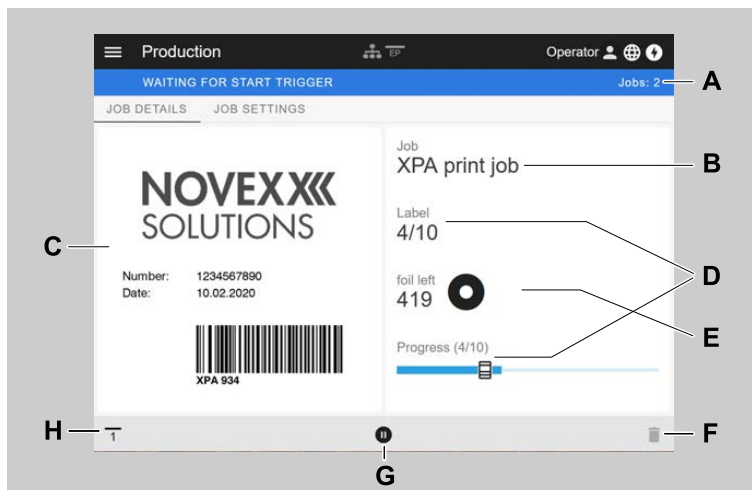 Production
EP
Operator
WAITING FOR START TRIGGER
Jobs: 2
A
JOB DETAILS JOB SETTINGS
Job
XPA print job
B
NOVEXX
SOLUTIONS
Label
4/10
C
D
Number: 1234567890
Date: 10.02.2020
foil left
419
E
Progress (4/10)
XPA 934
H
1
F
G